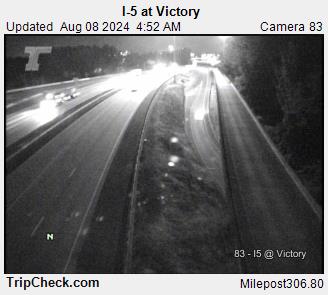 I-5 at Victory
Updated Aug 08 2024 4:52 AM Camera 83
T
N
83 - I5 @ Victory
TripCheck.com Milepost306.80